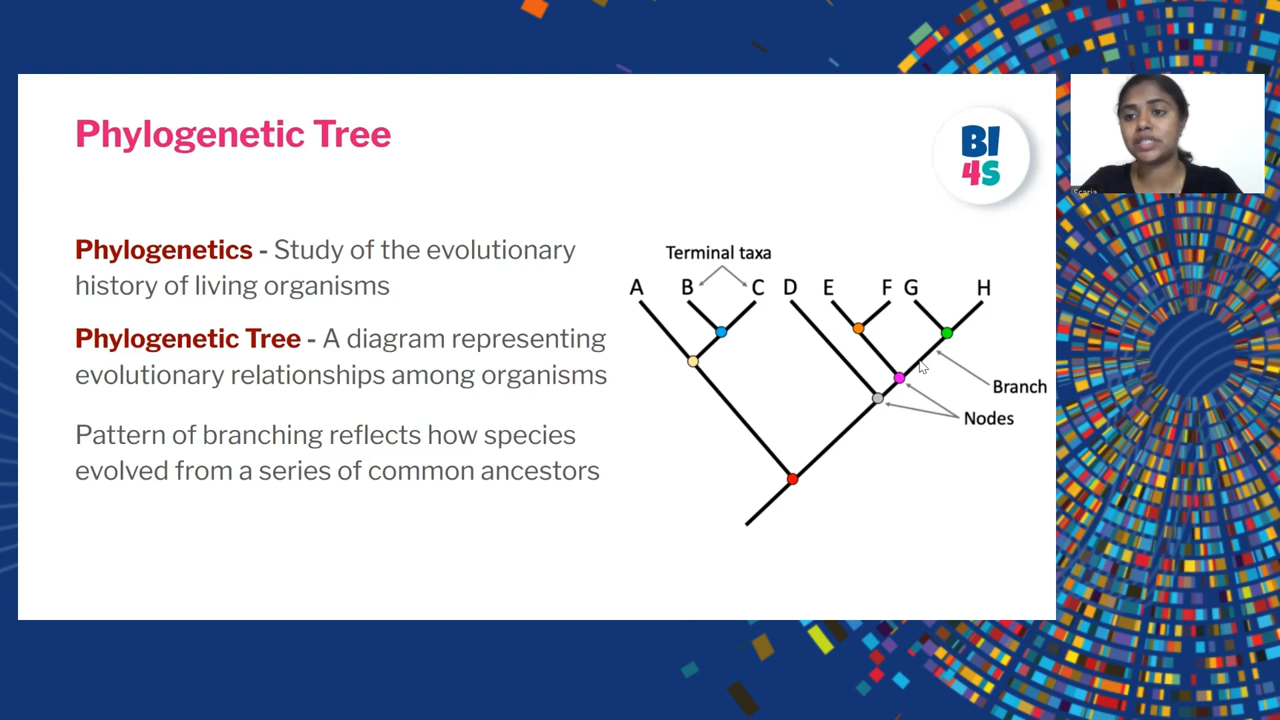 Phylogenetic Tree
BI
4S
Scaria
Phylogenetics - Study of the evolutionary
history of living organisms
Phylogenetic Tree - A diagram representing
evolutionary relationships among organisms
Pattern of branching reflects how species
evolved from a series of common ancestors
Terminal taxa
A B C D E F G H
Branch
Nodes